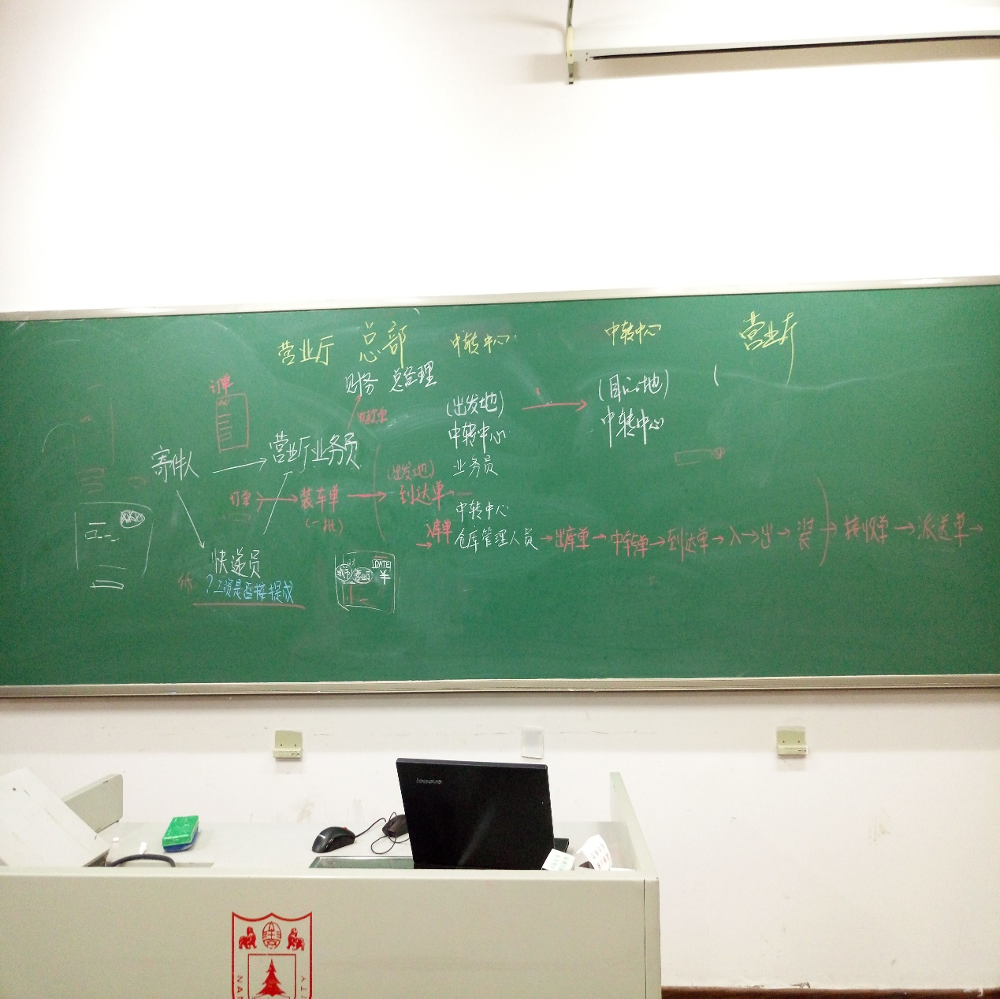 营业厅 总部 中转中心 中转中心 营业厅
财务 总经理
订单
收款单
(出发地) (目的地)
中转中心 中转中心
业务员
寄件人 → 营业厅业务员
(出发地)
订单 → 装车单 → 到达单 →
(一批)
中转中心
→ 入库单 仓库管理人员 → 出库单 → 中转单 → 到达单 → 入 → 出 → 装 → 接收单 → 派送单 →
快递员
?工资是否按提成
DATE
营业厅
¥
lenovo